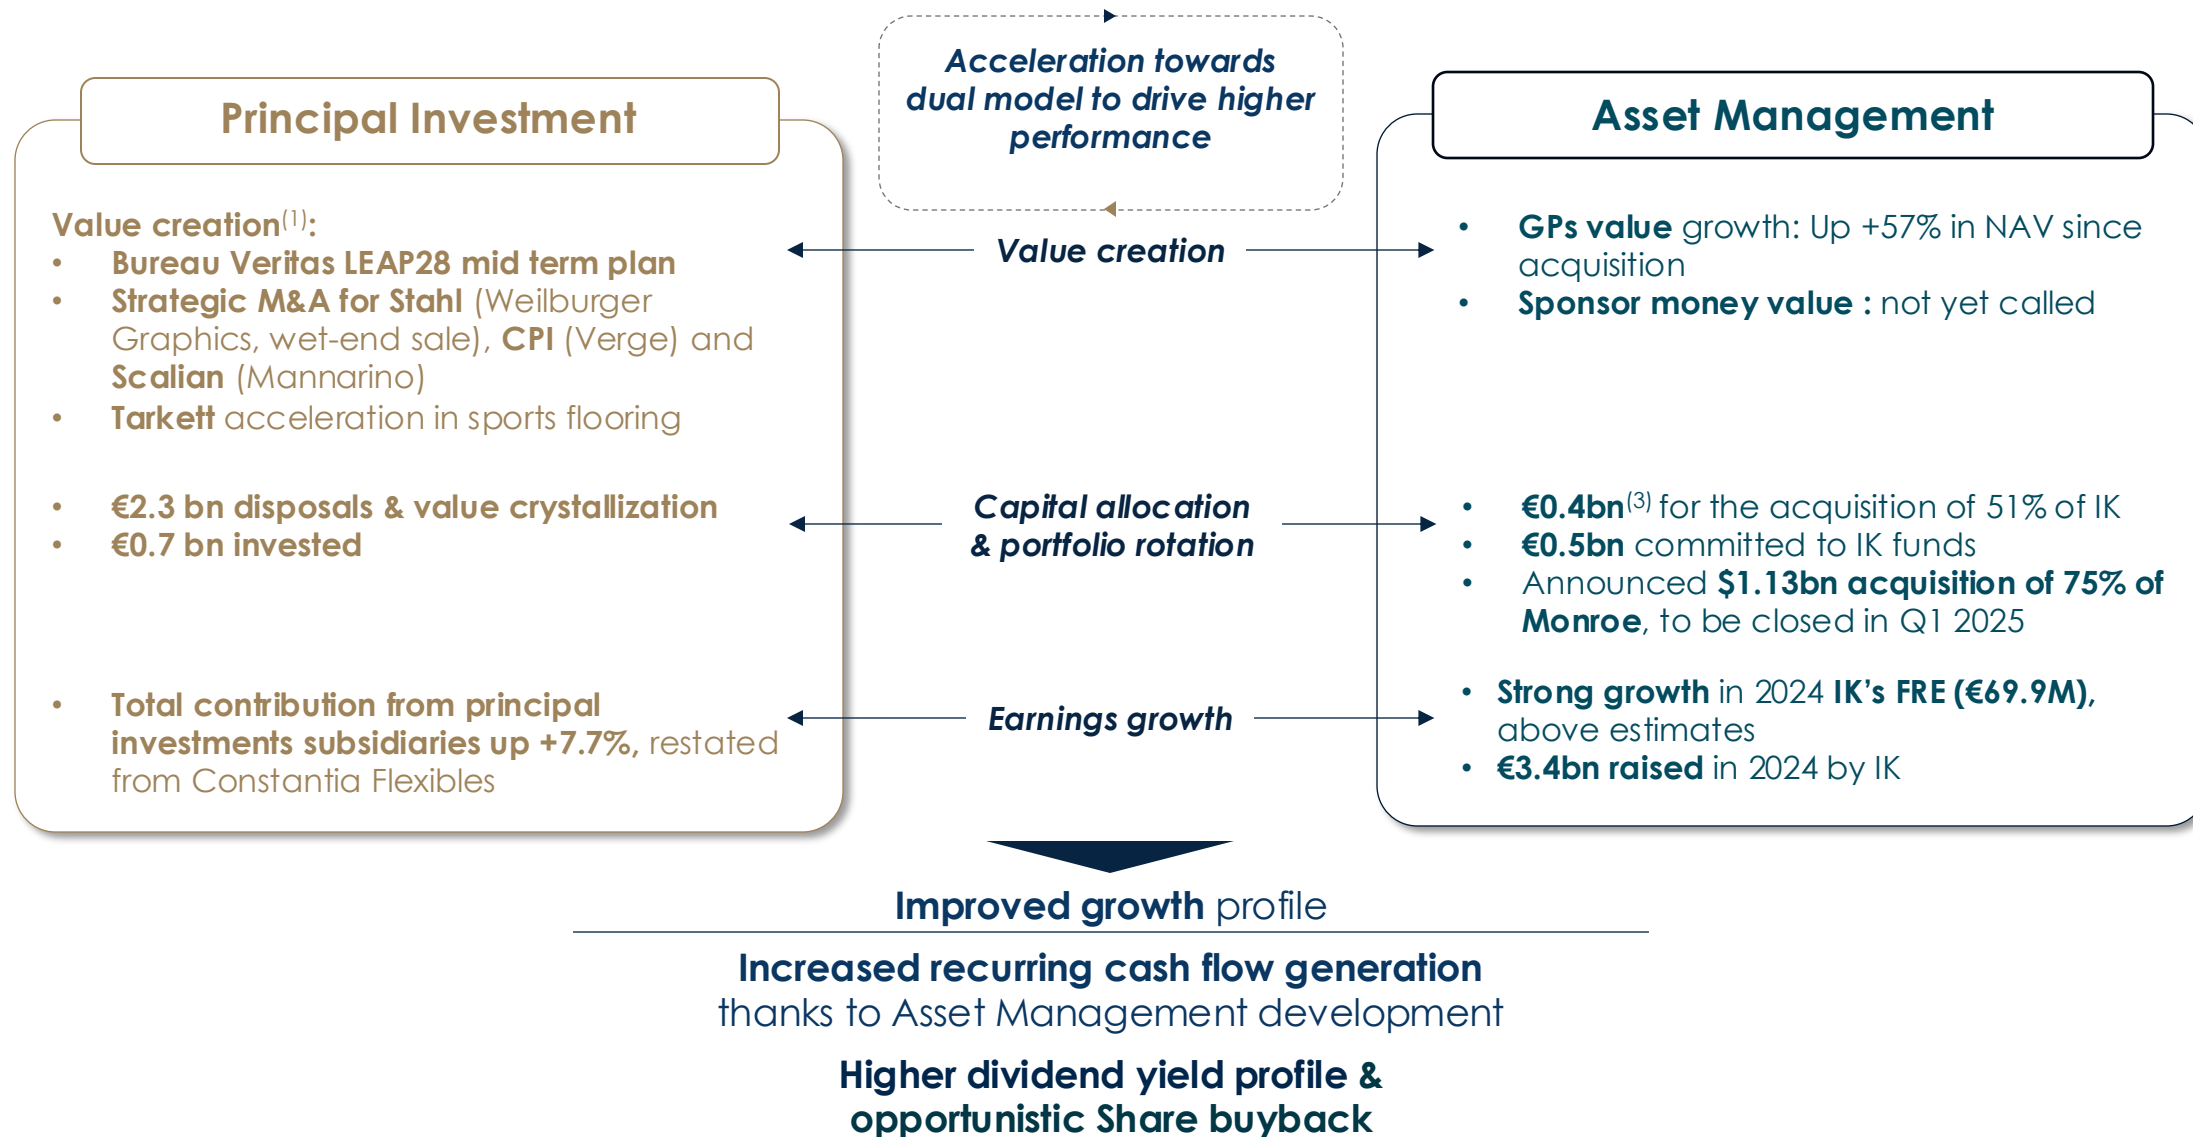 Acceleration towards
dual model to drive higher
performance
Principal Investment
Value creation(1):
• Bureau Veritas LEAP28 mid term plan
• Strategic M&A for Stahl (Weilburger
Graphics, wet-end sale), CPI (Verge) and
Scalian (Mannarino)
• Tarkett acceleration in sports flooring
• €2.3 bn disposals & value crystallization
• €0.7 bn invested
• Total contribution from principal
investments subsidiaries up +7.7%, restated
from Constantia Flexibles
Value creation
Capital allocation
& portfolio rotation
Earnings growth
Asset Management
• GPs value growth: Up +57% in NAV since
acquisition
• Sponsor money value : not yet called
• €0.4bn(3) for the acquisition of 51% of IK
• €0.5bn committed to IK funds
• Announced $1.13bn acquisition of 75% of
Monroe, to be closed in Q1 2025
• Strong growth in 2024 IK’s FRE (€69.9M),
above estimates
• €3.4bn raised in 2024 by IK
Improved growth profile
Increased recurring cash flow generation
thanks to Asset Management development
Higher dividend yield profile &
opportunistic Share buyback